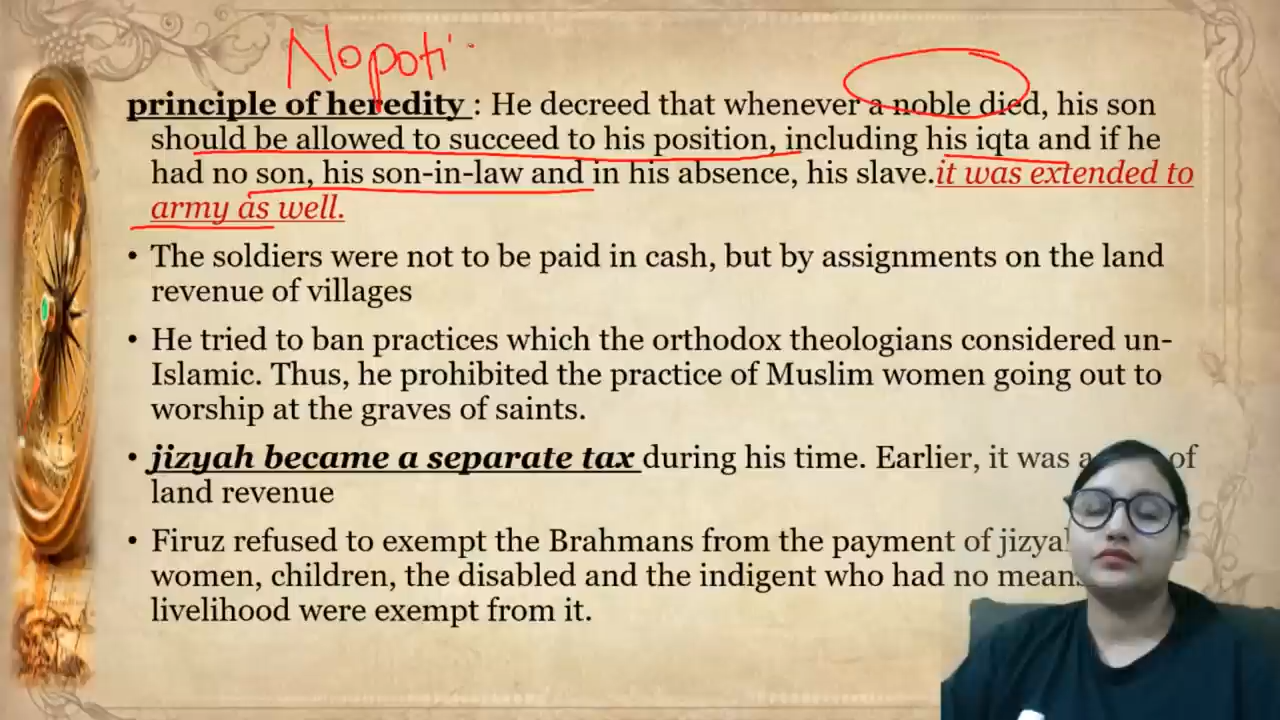 Nopoti
principle of heredity : He decreed that whenever a noble died, his son
should be allowed to succeed to his position, including his iqta and if he
had no son, his son-in-law and in his absence, his slave.it was extended to
army as well.
• The soldiers were not to be paid in cash, but by assignments on the land
revenue of villages
• He tried to ban practices which the orthodox theologians considered un-
Islamic. Thus, he prohibited the practice of Muslim women going out to
worship at the graves of saints.
• jizyah became a separate tax during his time. Earlier, it was a of
land revenue
• Firuz refused to exempt the Brahmans from the payment of
women, children, the disabled and the indigent who had no
livelihood were exempt from it.